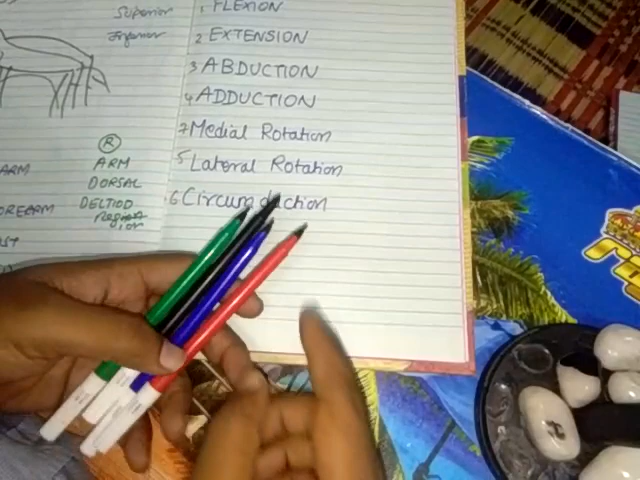 Superior
Inferior
ARM
R
ARM
DORSAL
DELTIOD
Region
1. FLEXION
2 EXTENSION
3 ABDUCTION
4 ADDUCTION
7 Medial Rotation
5 Lateral Rotation
6 Circumduction